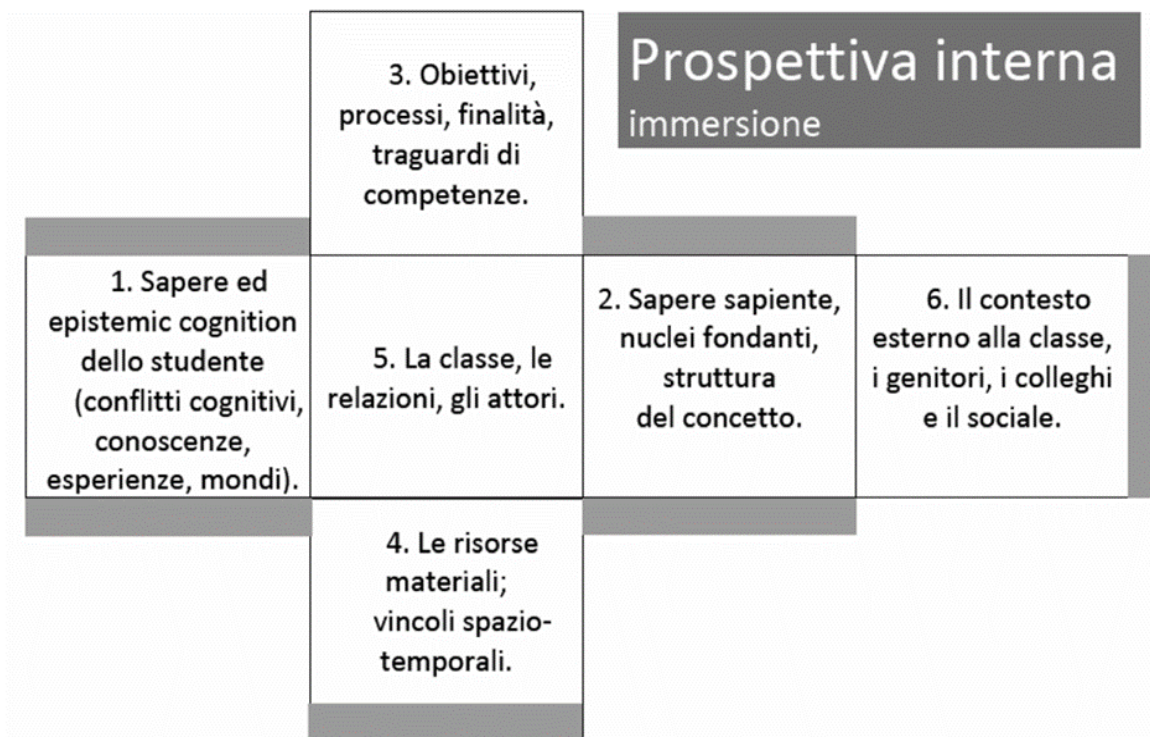 Prospettiva interna
immersione
3. Obiettivi,
processi, finalità,
traguardi di
competenze.
1. Sapere ed
epistemic cognition
dello studente
(conflitti cognitivi,
conoscenze,
esperienze, mondi).
5. La classe, le
relazioni, gli attori.
2. Sapere sapiente,
nuclei fondanti,
struttura
del concetto.
6. Il contesto
esterno alla classe,
i genitori, i colleghi
e il sociale.
4. Le risorse
materiali;
vincoli spazio-
temporali.